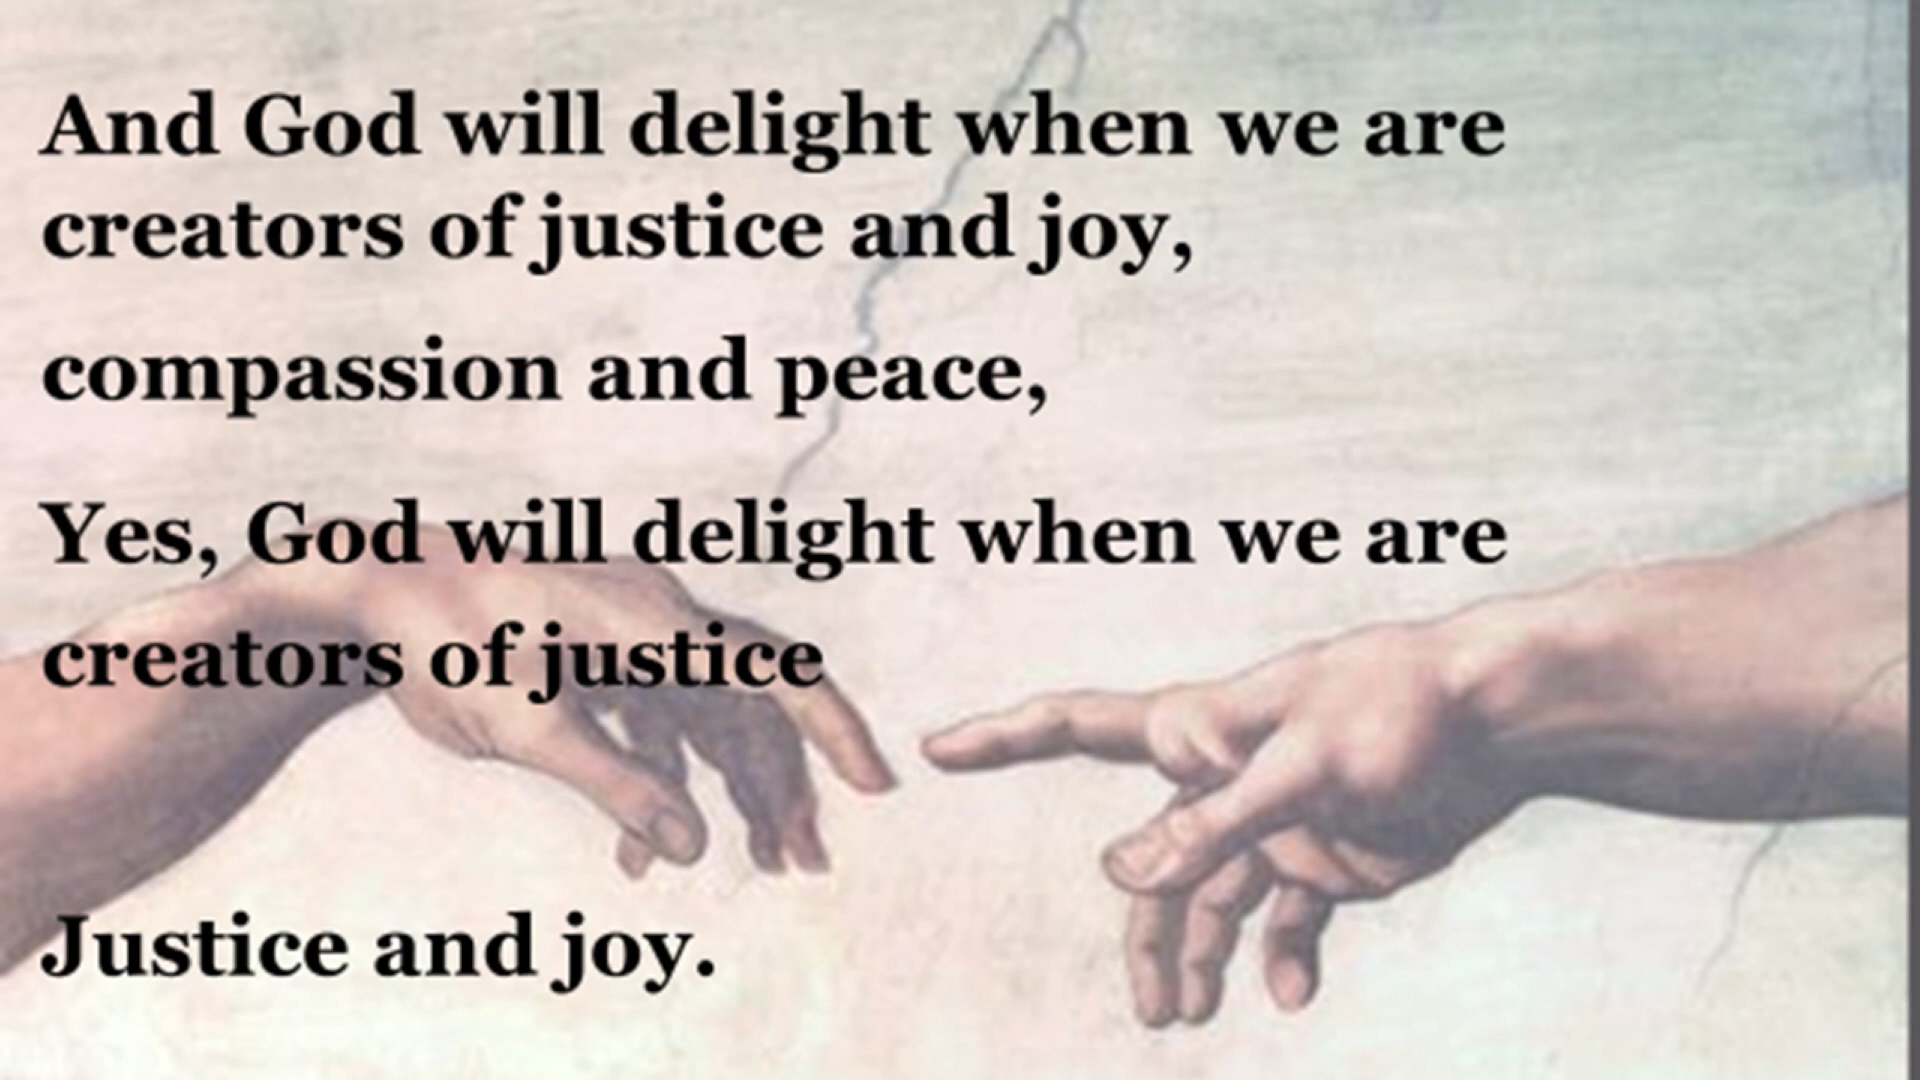 And God will delight when we are
creators of justice and joy,
compassion and peace,
Yes, God will delight when we are
creators of justice
Justice and joy.